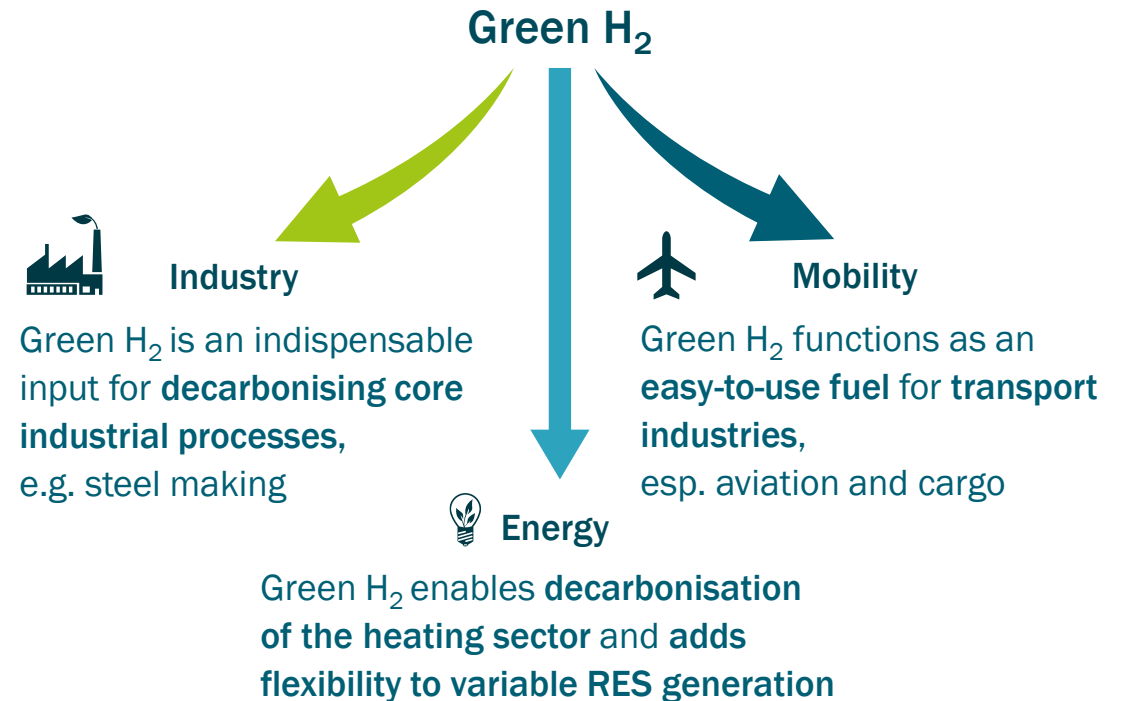 Green H₂
Industry
Green H₂ is an indispensable
input for decarbonising core
industrial processes,
e.g. steel making
Mobility
Green H₂ functions as an
easy-to-use fuel for transport
industries,
esp. aviation and cargo
Energy
Green H₂ enables decarbonisation
of the heating sector and adds
flexibility to variable RES generation